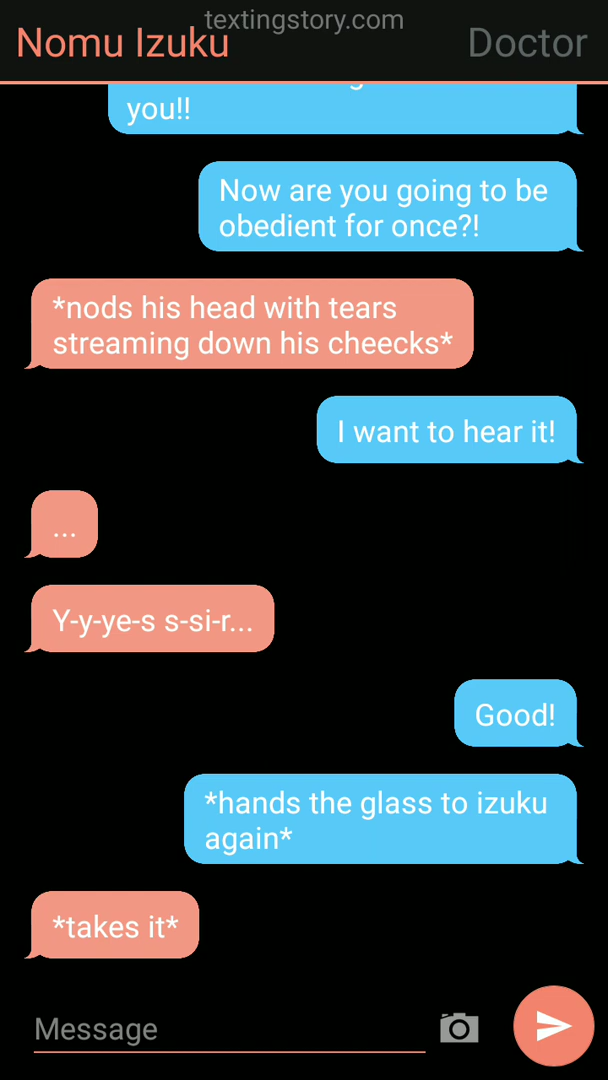 textingstory.com
Nomu Izuku
Doctor
you!!
Now are you going to be
obedient for once?!
*nods his head with tears
streaming down his cheecks*
I want to hear it!
...
Y-y-ye-s s-si-r...
Good!
*hands the glass to izuku
again*
*takes it*
Message